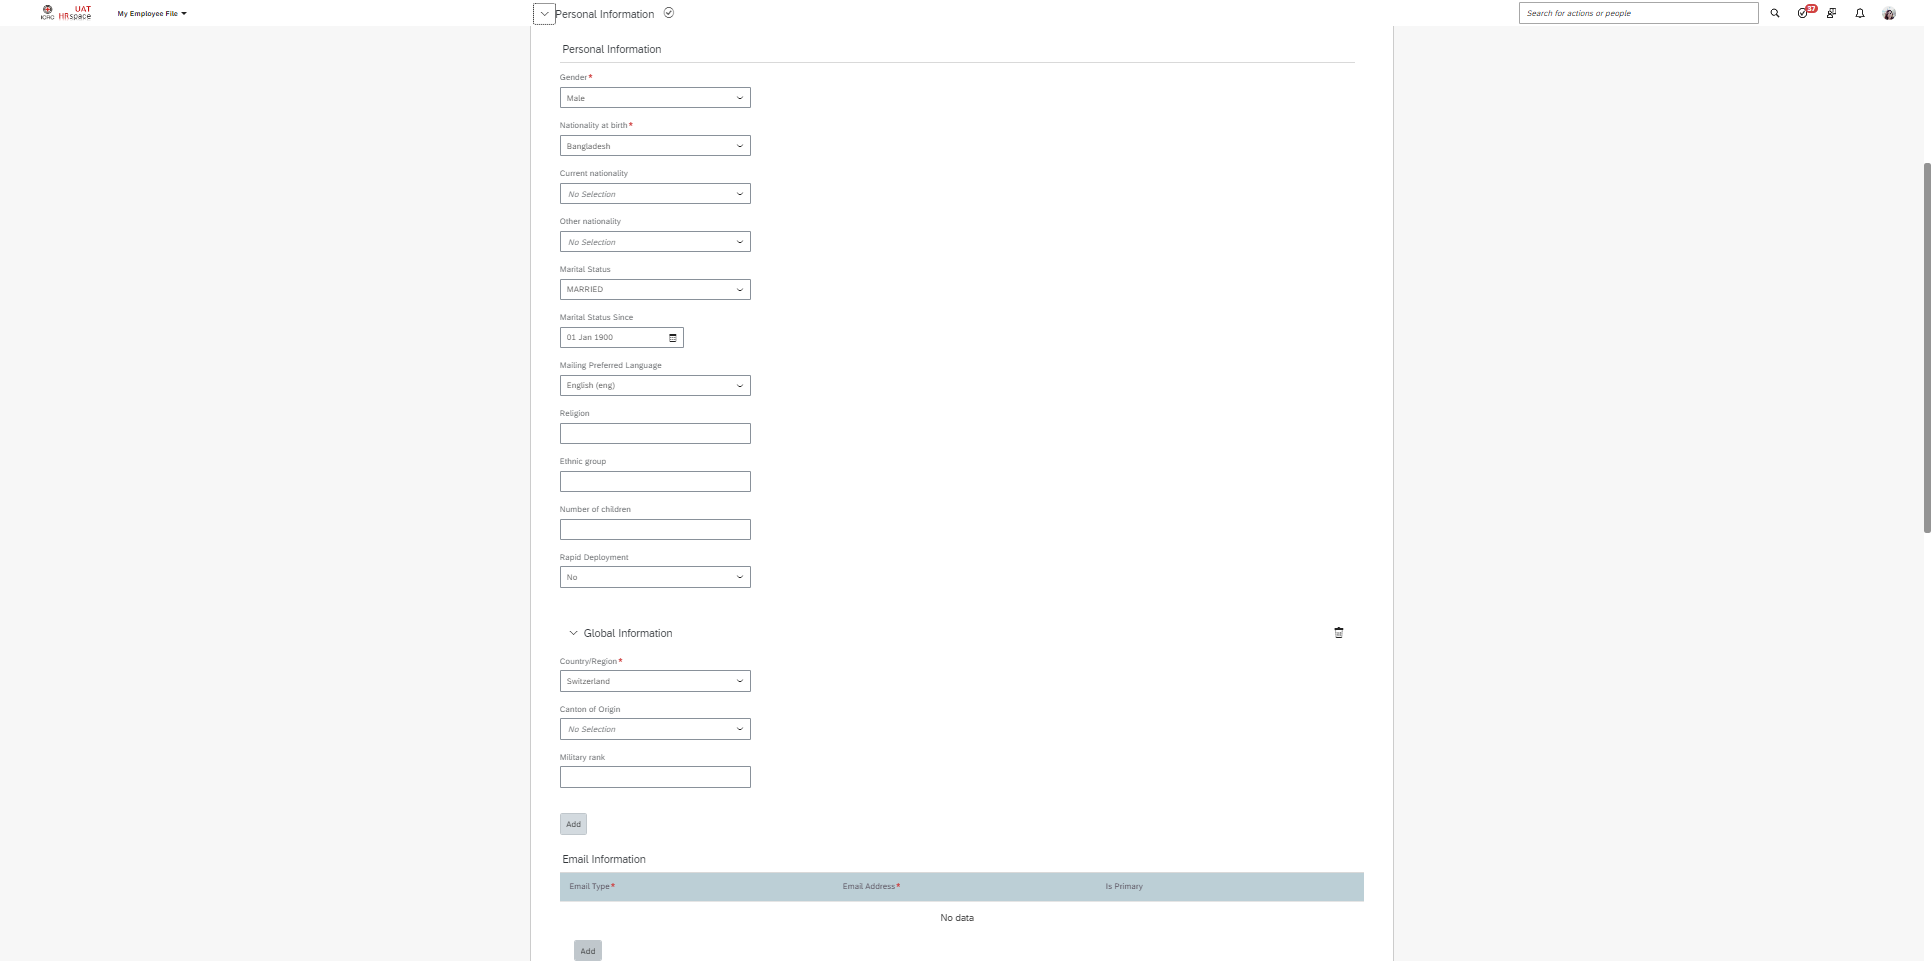 ICRC
UAT
HRspace
My Employee File
Personal Information
Search for actions or people
37
Personal Information
Gender*
Male
Nationality at birth*
Bangladesh
Current nationality
No Selection
Other nationality
No Selection
Marital Status
MARRIED
Marital Status Since
01 Jan 1900
Mailing Preferred Language
English (eng)
Religion
Ethnic group
Number of children
Rapid Deployment
No
Global Information
Country/Region*
Switzerland
Canton of Origin
No Selection
Military rank
Add
Email Information
Email Type* Email Address* Is Primary
No data
Add